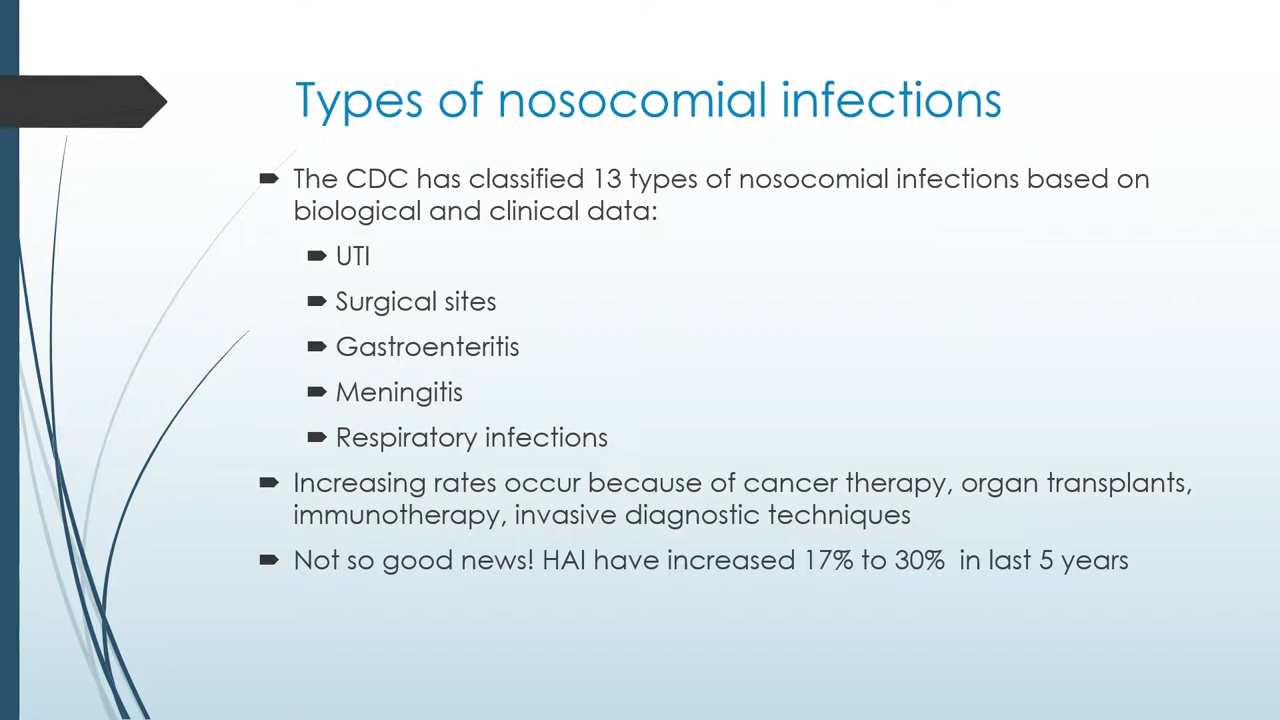 Types of nosocomial infections
The CDC has classified 13 types of nosocomial infections based on
biological and clinical data:
UTI
Surgical sites
Gastroenteritis
Meningitis
Respiratory infections
Increasing rates occur because of cancer therapy, organ transplants,
immunotherapy, invasive diagnostic techniques
Not so good news! HAI have increased 17% to 30%  in last 5 years